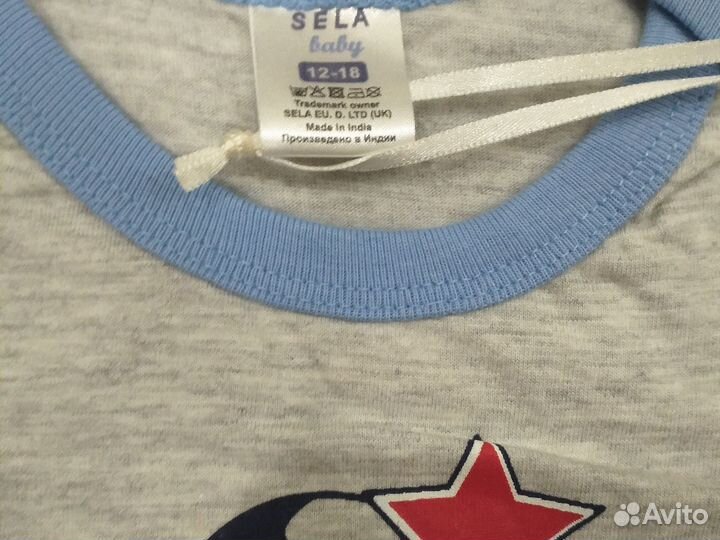 SELA
baby
12-18
Trademark owner
SELA EU. D. LTD (UK)
Made in India
Произведено в Индии
Avito